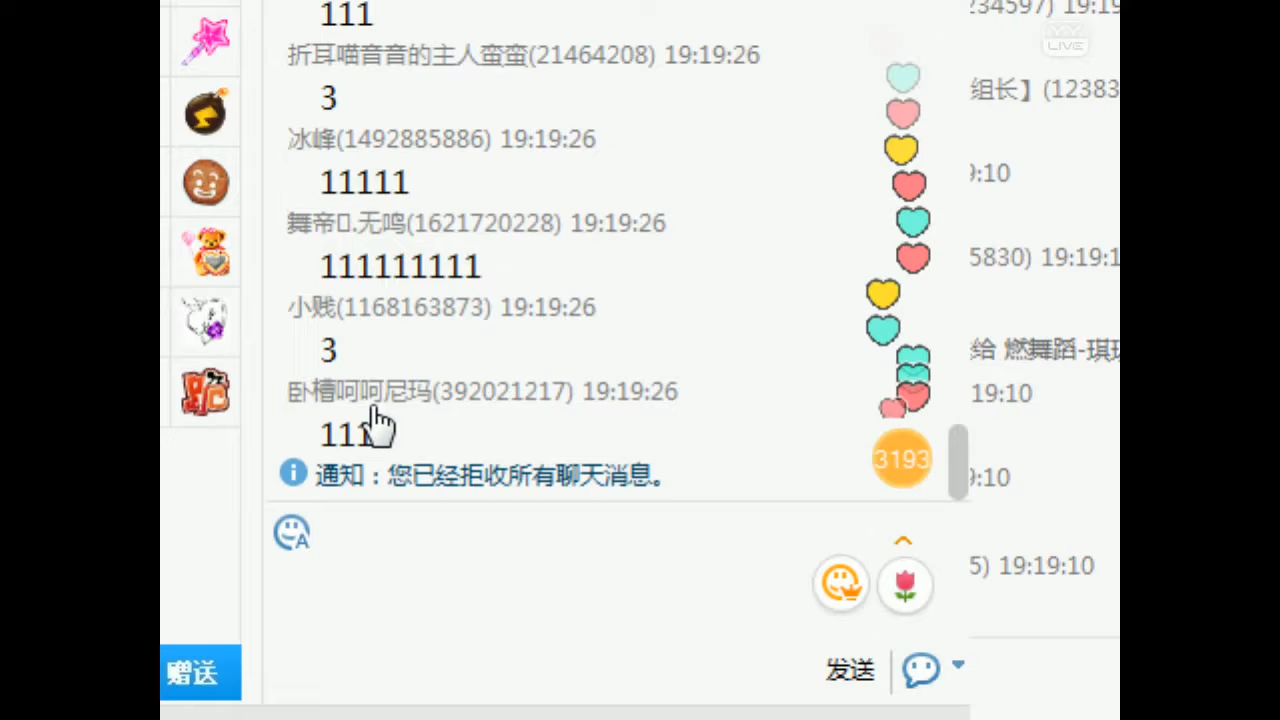 111
折耳喵音音的主人蛮蛮(21464208) 19:19:26
3
冰峰(1492885886) 19:19:26
11111
舞帝.无鸣(1621720228) 19:19:26
111111111
小贱(1168163873) 19:19:26
3
卧槽呵呵尼玛(392021217) 19:19:26
111
通知：您已经拒收所有聊天消息。
3193
发送
赠送
LIVE
234597) 19:19
组长】(12383
9:10
5830) 19:19:1
给 燃舞蹈-琪
19:10
9:10
5) 19:19:10